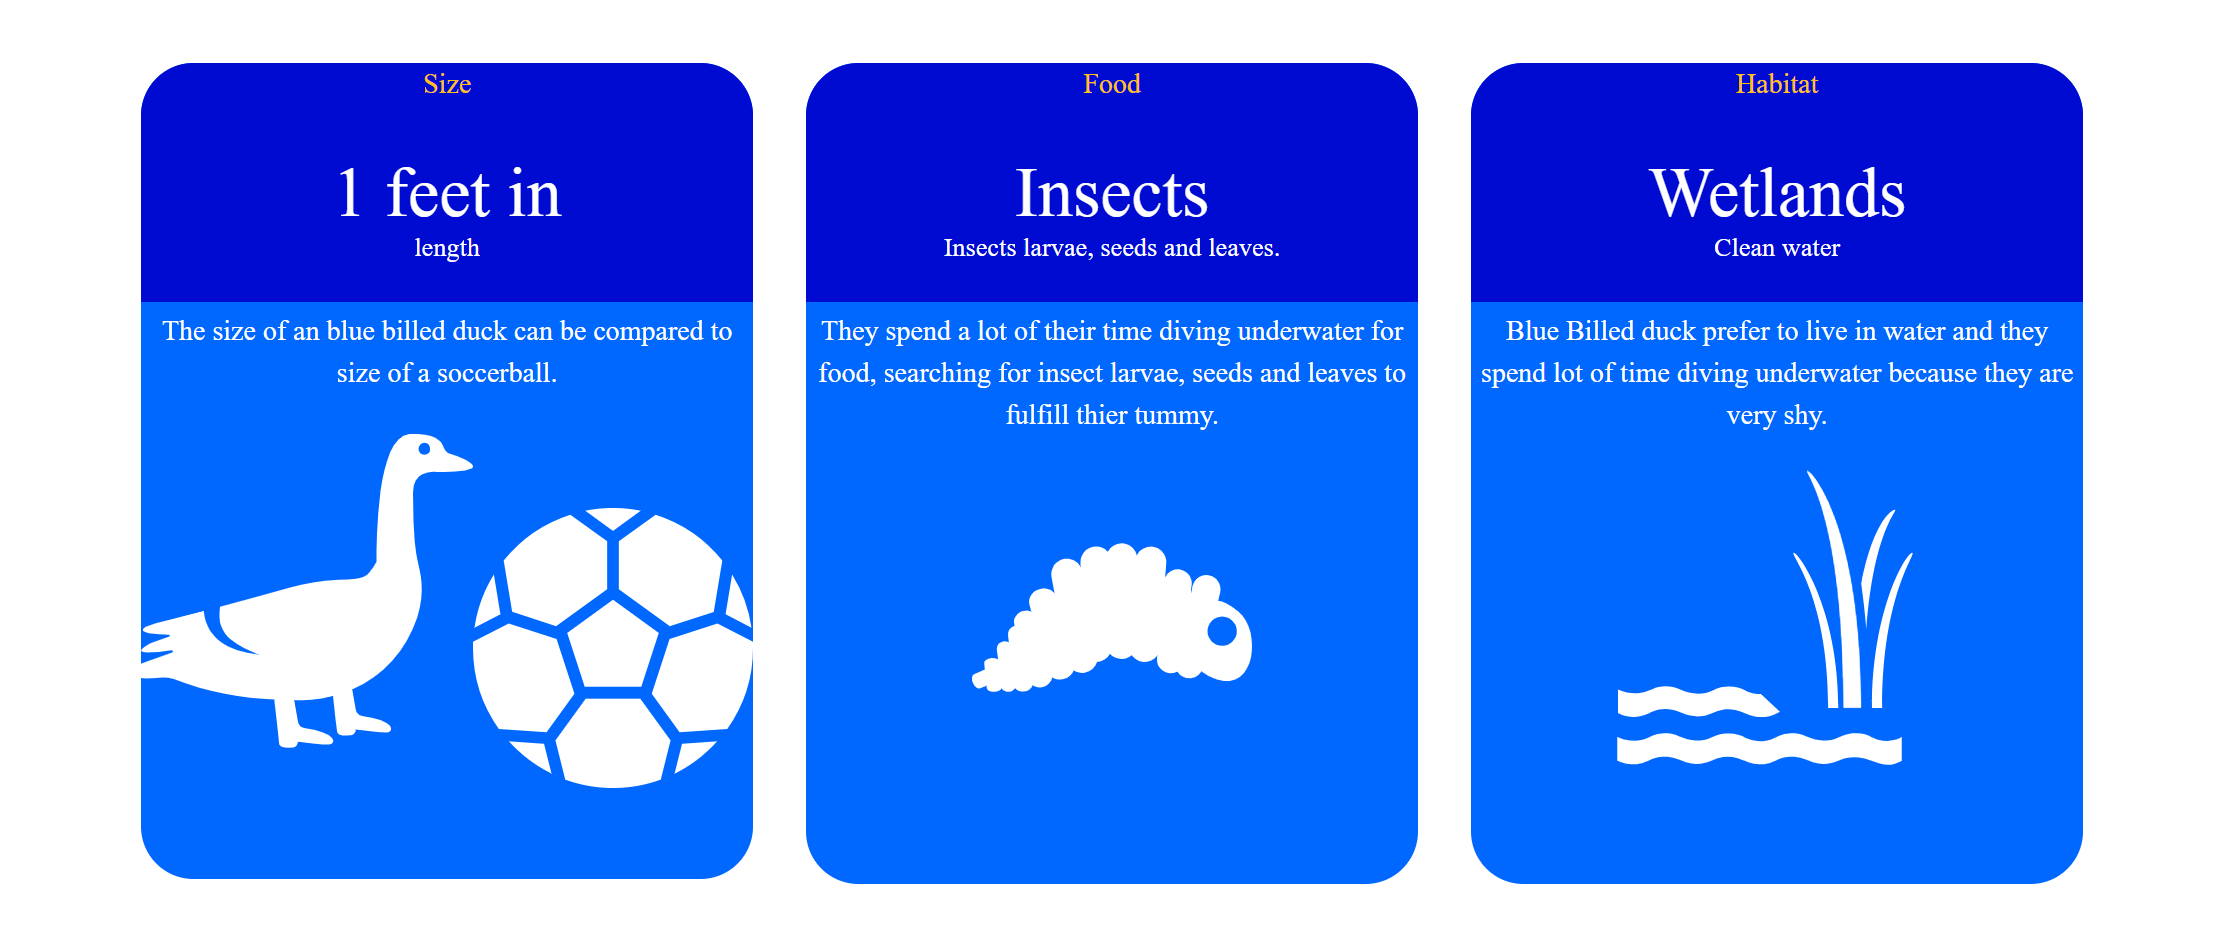 Size
1 feet in
length
The size of an blue billed duck can be compared to
size of a soccerball.
Food
Insects
Insects larvae, seeds and leaves.
They spend a lot of their time diving underwater for
food, searching for insect larvae, seeds and leaves to
fulfill thier tummy.
Habitat
Wetlands
Clean water
Blue Billed duck prefer to live in water and they
spend lot of time diving underwater because they are
very shy.